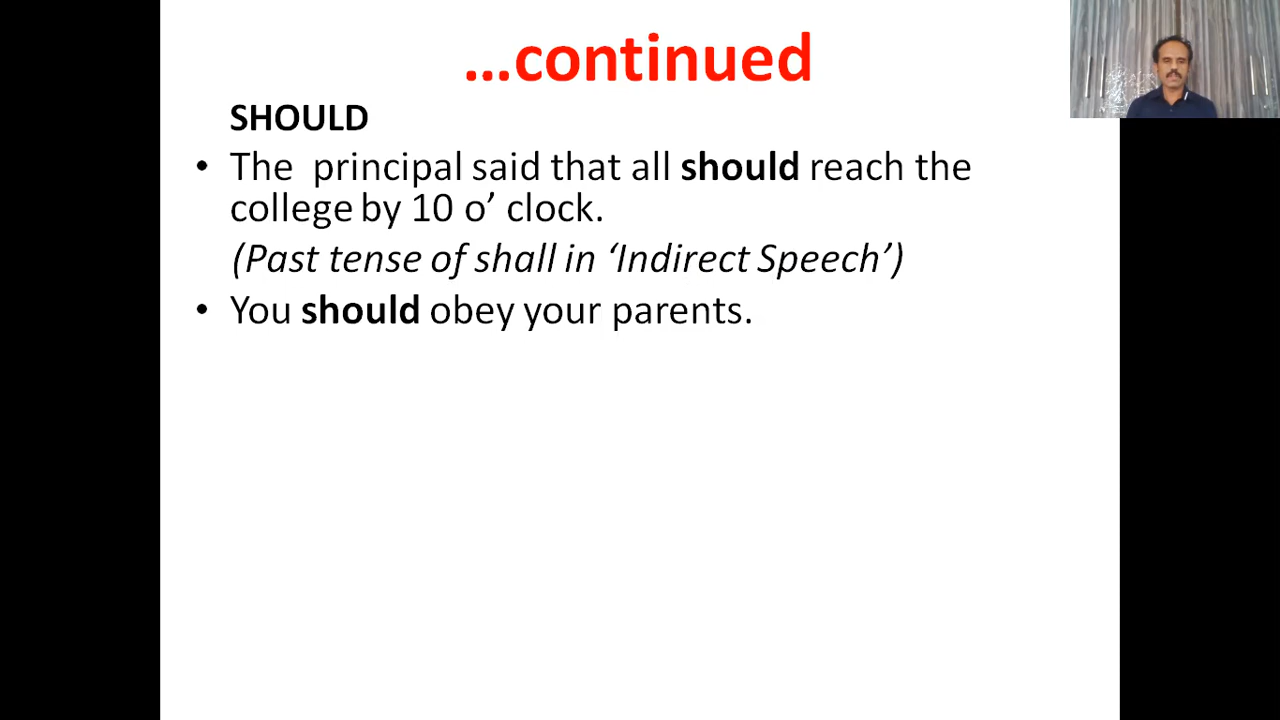 ...continued
SHOULD
• The principal said that all should reach the
college by 10 o’ clock.
(Past tense of shall in ‘Indirect Speech’)
• You should obey your parents.